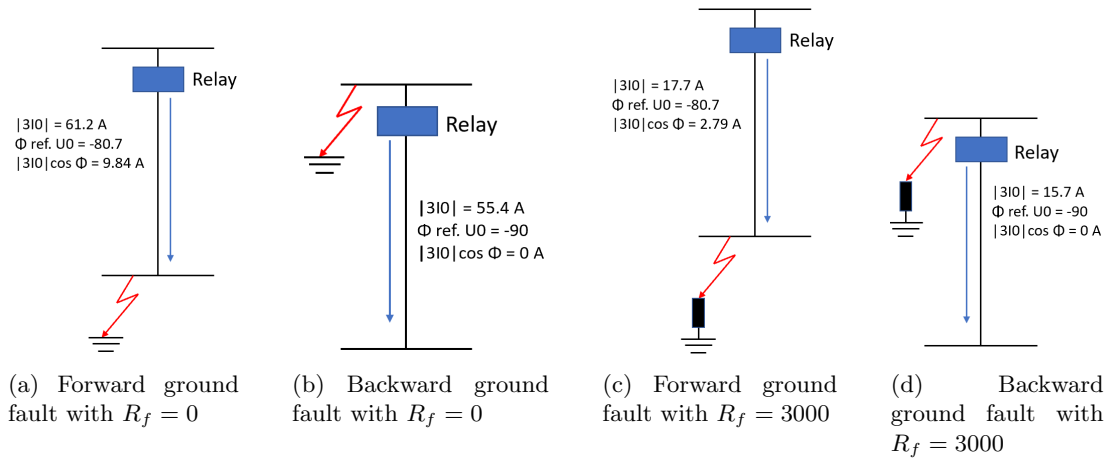 Relay
|3I0| = 61.2 A
Φ ref. U0 = -80.7
|3I0|cos Φ = 9.84 A
(a) Forward ground
fault with R_f = 0
Relay
|3I0| = 55.4 A
Φ ref. U0 = -90
|3I0|cos Φ = 0 A
(b) Backward ground
fault with R_f = 0
Relay
|3I0| = 17.7 A
Φ ref. U0 = -80.7
|3I0|cos Φ = 2.79 A
(c) Forward ground
fault with R_f = 3000
Relay
|3I0| = 15.7 A
Φ ref. U0 = -90
|3I0|cos Φ = 0 A
(d) Backward
ground fault with
R_f = 3000